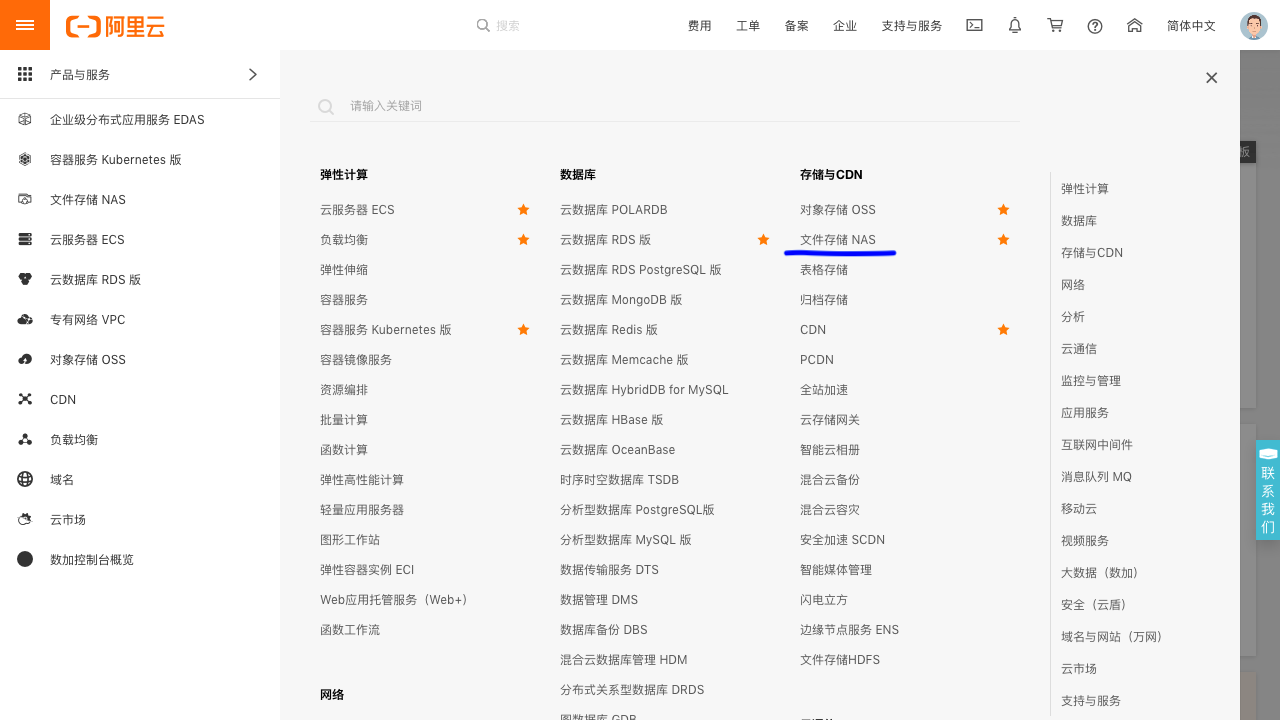 阿里云
搜索
费用
工单
备案
企业
支持与服务
简体中文
产品与服务
企业级分布式应用服务 EDAS
容器服务 Kubernetes 版
文件存储 NAS
云服务器 ECS
云数据库 RDS 版
专有网络 VPC
对象存储 OSS
CDN
负载均衡
域名
云市场
数加控制台概览
请输入关键词
弹性计算
云服务器 ECS
负载均衡
弹性伸缩
容器服务
容器服务 Kubernetes 版
容器镜像服务
资源编排
批量计算
函数计算
弹性高性能计算
轻量应用服务器
图形工作站
弹性容器实例 ECI
Web应用托管服务（Web+）
函数工作流
网络
数据库
云数据库 POLARDB
云数据库 RDS 版
云数据库 RDS PostgreSQL 版
云数据库 MongoDB 版
云数据库 Redis 版
云数据库 Memcache 版
云数据库 HybridDB for MySQL
云数据库 HBase 版
云数据库 OceanBase
时序时空数据库 TSDB
分析型数据库 PostgreSQL版
分析型数据库 MySQL 版
数据传输服务 DTS
数据管理 DMS
数据库备份 DBS
混合云数据库管理 HDM
分布式关系型数据库 DRDS
图数据库 GDB
存储与CDN
对象存储 OSS
文件存储 NAS
表格存储
归档存储
CDN
PCDN
全站加速
云存储网关
智能云相册
混合云备份
混合云容灾
安全加速 SCDN
智能媒体管理
闪电立方
边缘节点服务 ENS
文件存储HDFS
弹性计算
数据库
存储与CDN
网络
分析
云通信
监控与管理
应用服务
互联网中间件
消息队列 MQ
移动云
视频服务
大数据（数加）
安全（云盾）
域名与网站（万网）
云市场
支持与服务
板
联系我们